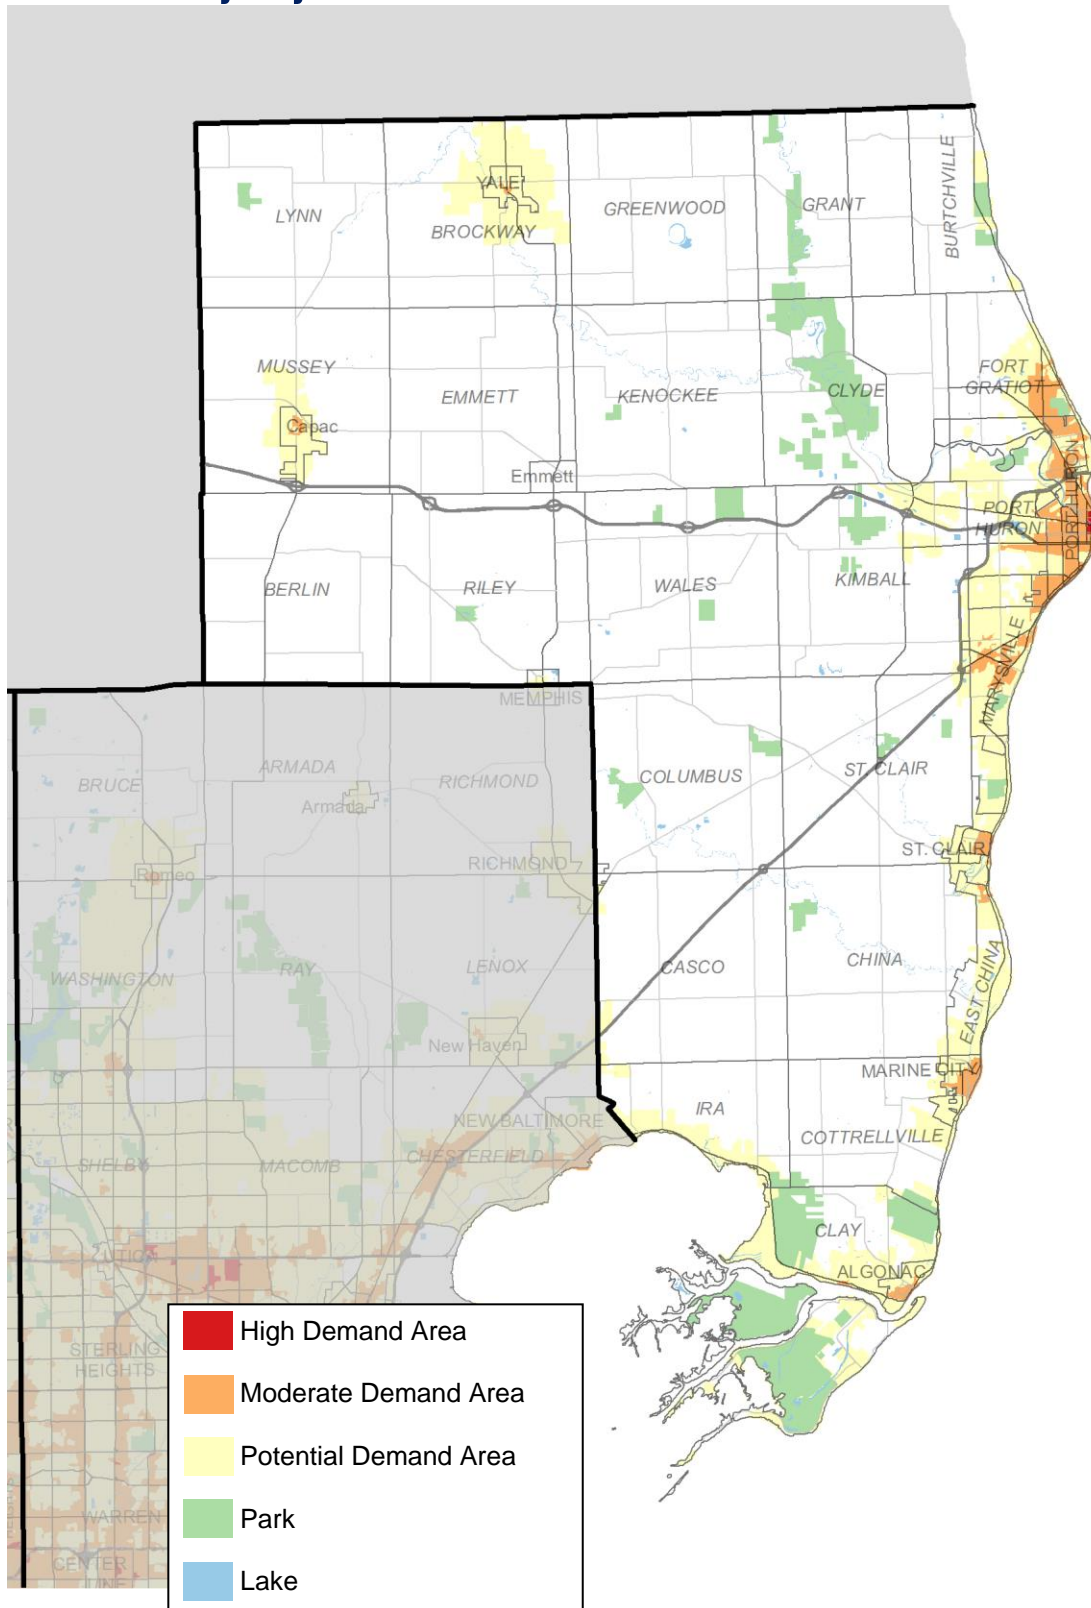 LYNN
YALE
BROCKWAY
GREENWOOD
GRANT
BURTCHVILLE
MUSSEY
Capac
EMMETT
Emmett
KENOCKEE
CLYDE
FORT
GRATIOT
PORT
HURON
PORT HURON
BERLIN
RILEY
WALES
KIMBALL
MARYSVILLE
MEMPHIS
BRUCE
ARMADA
Armada
RICHMOND
RICHMOND
COLUMBUS
ST. CLAIR
ST. CLAIR
Romeo
WASHINGTON
RAY
LENOX
CASCO
CHINA
EAST CHINA
New Haven
MARINE CITY
NEW BALTIMORE
IRA
COTTRELLVILLE
SHELBY
MACOMB
CHESTERFIELD
CLAY
ALGONAC
UTICA
STERLING
HEIGHTS
WARREN
CENTER
LINE
High Demand Area
Moderate Demand Area
Potential Demand Area
Park
Lake